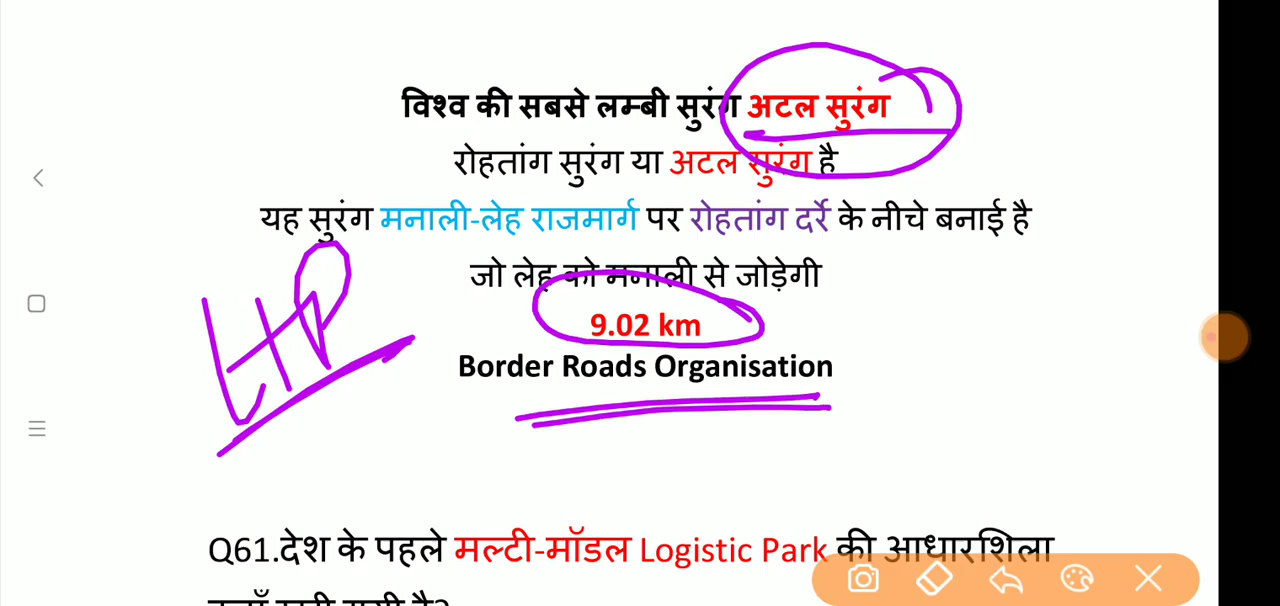 विश्व की सबसे लम्बी सुरंग अटल सुरंग
रोहतांग सुरंग या अटल सुरंग है
यह सुरंग मनाली-लेह राजमार्ग पर रोहतांग दर्रे के नीचे बनाई है
जो लेह को मनाली से जोड़ेगी
9.02 km
HP
Border Roads Organisation
Q61.देश के पहले मल्टी-मॉडल Logistic Park की आधारशिला